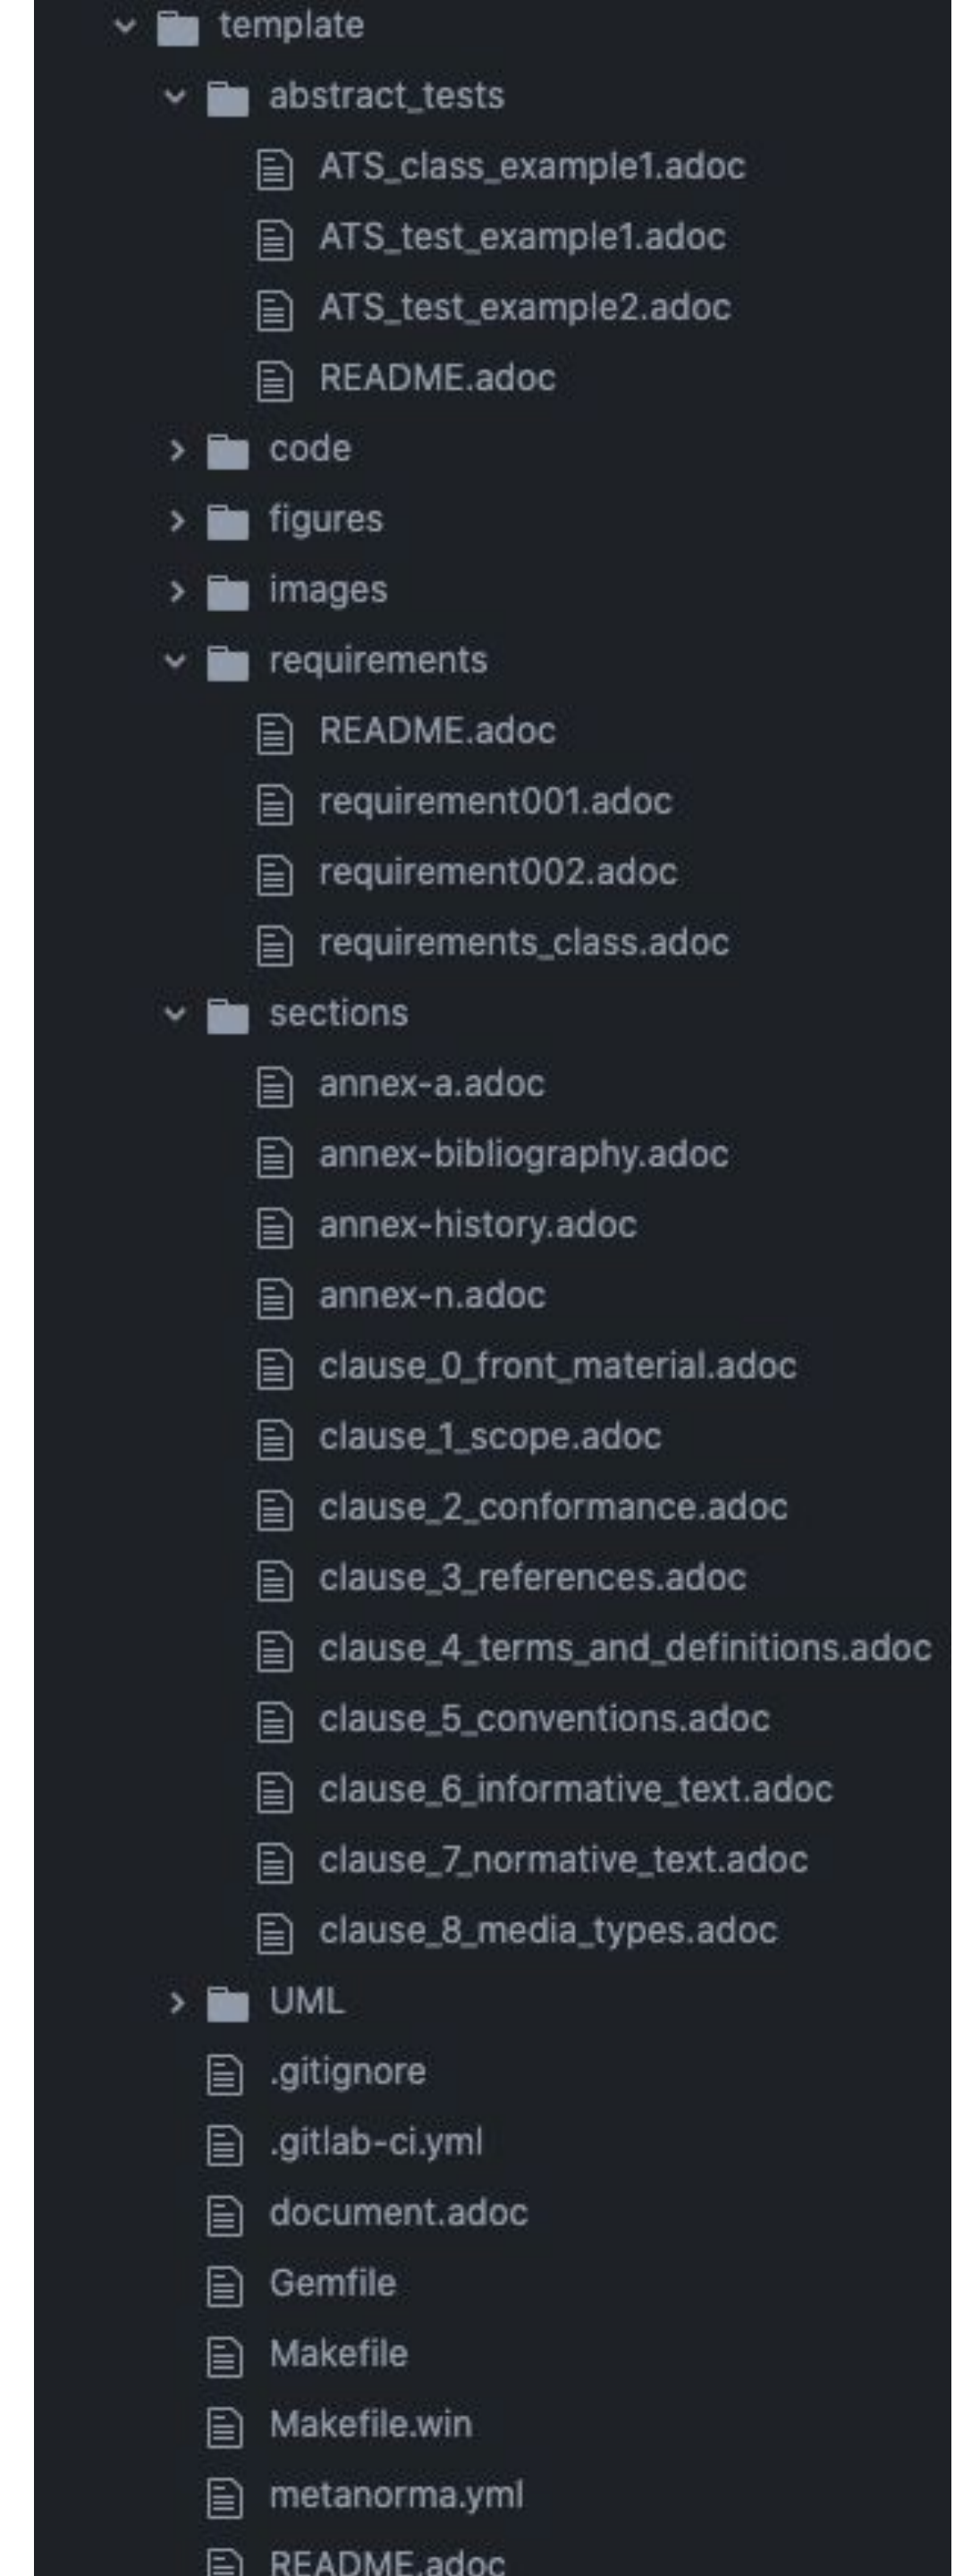 template
abstract_tests
ATS_class_example1.adoc
ATS_test_example1.adoc
ATS_test_example2.adoc
README.adoc
code
figures
images
requirements
README.adoc
requirement001.adoc
requirement002.adoc
requirements_class.adoc
sections
annex-a.adoc
annex-bibliography.adoc
annex-history.adoc
annex-n.adoc
clause_0_front_material.adoc
clause_1_scope.adoc
clause_2_conformance.adoc
clause_3_references.adoc
clause_4_terms_and_definitions.adoc
clause_5_conventions.adoc
clause_6_informative_text.adoc
clause_7_normative_text.adoc
clause_8_media_types.adoc
UML
.gitignore
.gitlab-ci.yml
document.adoc
Gemfile
Makefile
Makefile.win
metanorma.yml
README.adoc